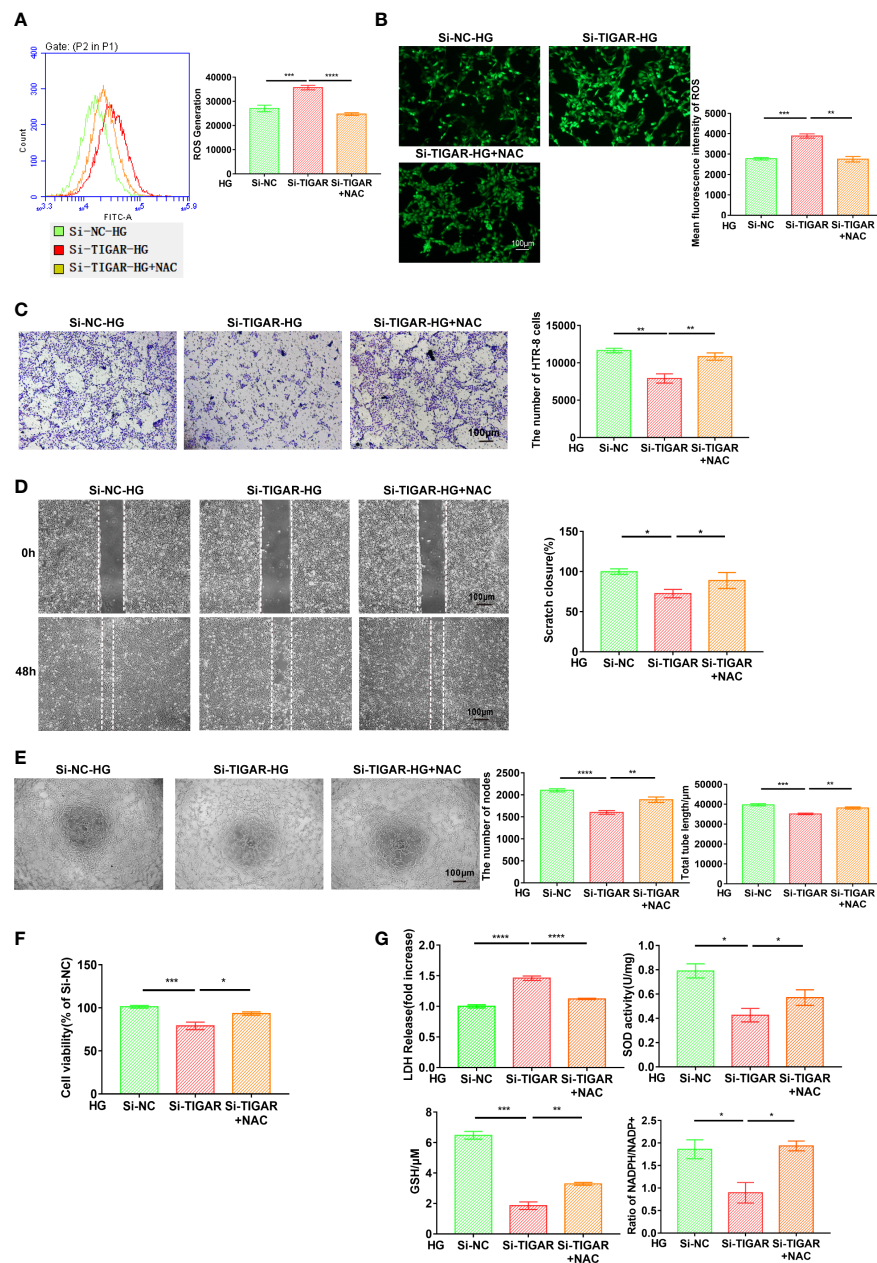 A
Gate: (P2 in P1)
400
300
200
100
0
Count
3.3
4
5
5.9
FITC-A
Si-NC-HG
Si-TIGAR-HG
Si-TIGAR-HG+NAC
ROS Generation
40000
30000
20000
10000
0
*** ****
HG Si-NC Si-TIGAR Si-TIGAR
+NAC
B
Si-NC-HG Si-TIGAR-HG
Si-TIGAR-HG+NAC
100μm
Mean fluorescence intensity of ROS
5000
4000
3000
2000
1000
0
*** **
HG Si-NC Si-TIGAR Si-TIGAR
+NAC
C
Si-NC-HG Si-TIGAR-HG Si-TIGAR-HG+NAC
100μm
The number of HTR-8 cells
15000
10000
5000
0
** **
HG Si-NC Si-TIGAR Si-TIGAR
+NAC
D
Si-NC-HG Si-TIGAR-HG Si-TIGAR-HG+NAC
0h
100μm
48h
100μm
Scratch closure(%)
150
100
50
0
* *
HG Si-NC Si-TIGAR Si-TIGAR
+NAC
E
Si-NC-HG Si-TIGAR-HG Si-TIGAR-HG+NAC
100μm
The number of nodes
2500
2000
1500
1000
500
0
**** **
HG Si-NC Si-TIGAR Si-TIGAR
+NAC
Total tube length/μm
50000
40000
30000
20000
10000
0
*** **
HG Si-NC Si-TIGAR Si-TIGAR
+NAC
F
Cell viability(% of Si-NC)
150
100
50
0
*** *
HG Si-NC Si-TIGAR Si-TIGAR
+NAC
G
LDH Release(fold increase)
2.0
1.5
1.0
0.5
0.0
**** ****
HG Si-NC Si-TIGAR Si-TIGAR
+NAC
SOD activity(U/mg)
1.0
0.8
0.6
0.4
0.2
0.0
* *
HG Si-NC Si-TIGAR Si-TIGAR
+NAC
GSH/μM
8
6
4
2
0
*** **
HG Si-NC Si-TIGAR Si-TIGAR
+NAC
Ratio of NADPH/NADP+
2.5
2.0
1.5
1.0
0.5
0.0
* *
HG Si-NC Si-TIGAR Si-TIGAR
+NAC